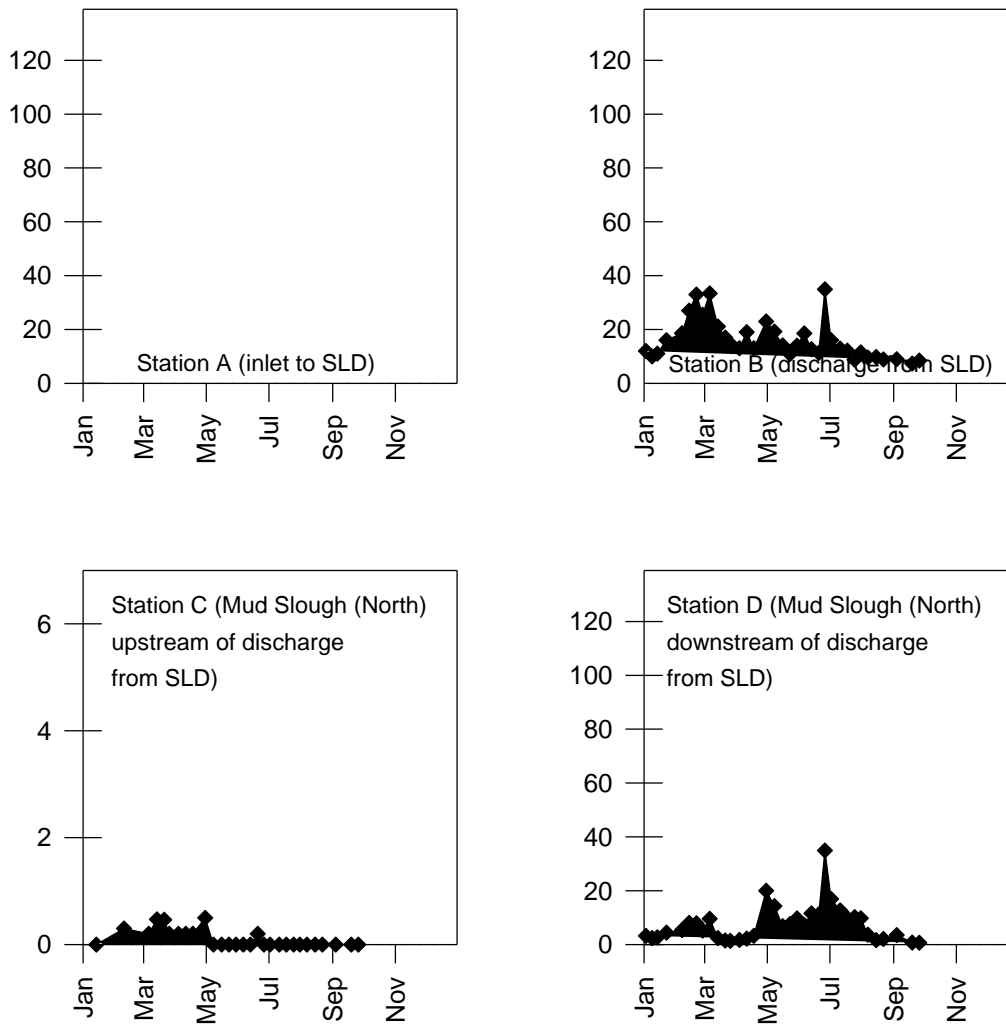 120
100
80
60
40
20
0
Station A (inlet to SLD)
Jan Mar May Jul Sep Nov
120
100
80
60
40
20
0
Station B (discharge from SLD)
Jan Mar May Jul Sep Nov
Station C (Mud Slough (North)
upstream of discharge
from SLD)
6
4
2
0
Jan Mar May Jul Sep Nov
Station D (Mud Slough (North)
downstream of discharge
from SLD)
120
100
80
60
40
20
0
Jan Mar May Jul Sep Nov